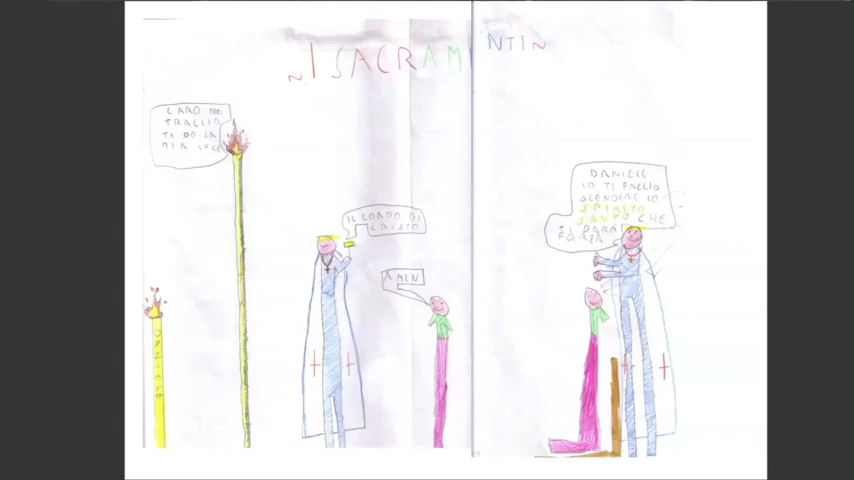 ~I SACRAMENTI~
CARO MIO
TI DO LA
MIA LUCE
DANIELE
IL CORPO DI
CRISTO
AMEN
DANIELE
IO TI FACCIO
SCENDERE LO
SPIRITO
SANTO CHE
TI DARÀ
FORZA